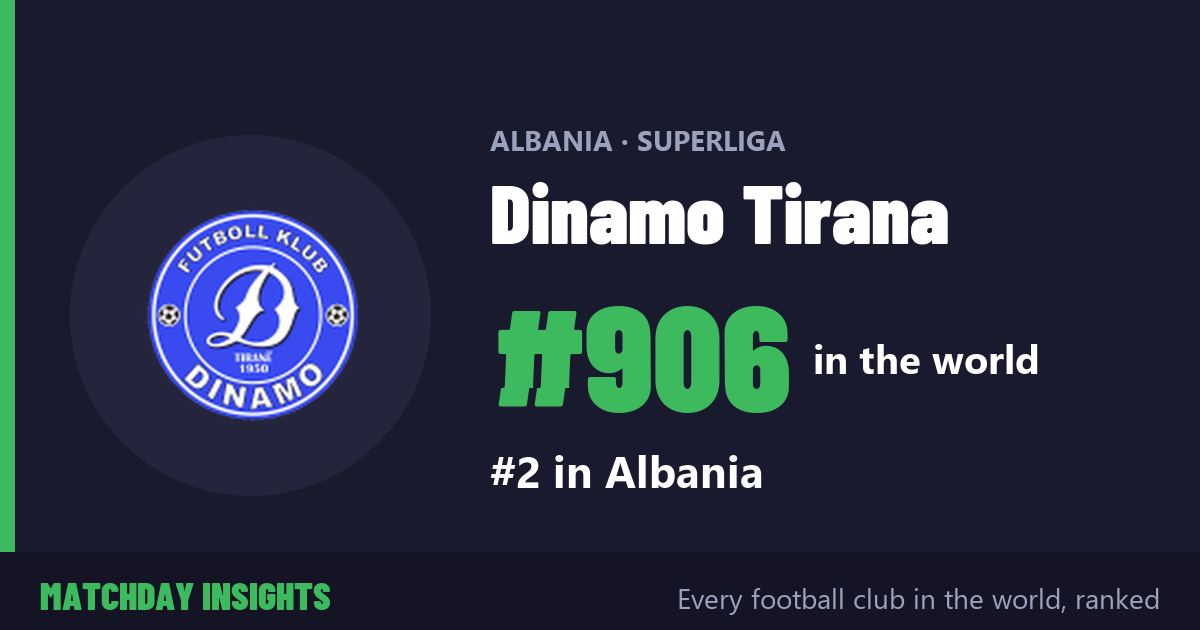 ALBANIA · SUPERLIGA
Dinamo Tirana
#906 in the world
#2 in Albania
FUTBOLL KLUB
D
TIRANË
1950
DINAMO
MATCHDAY INSIGHTS
Every football club in the world, ranked